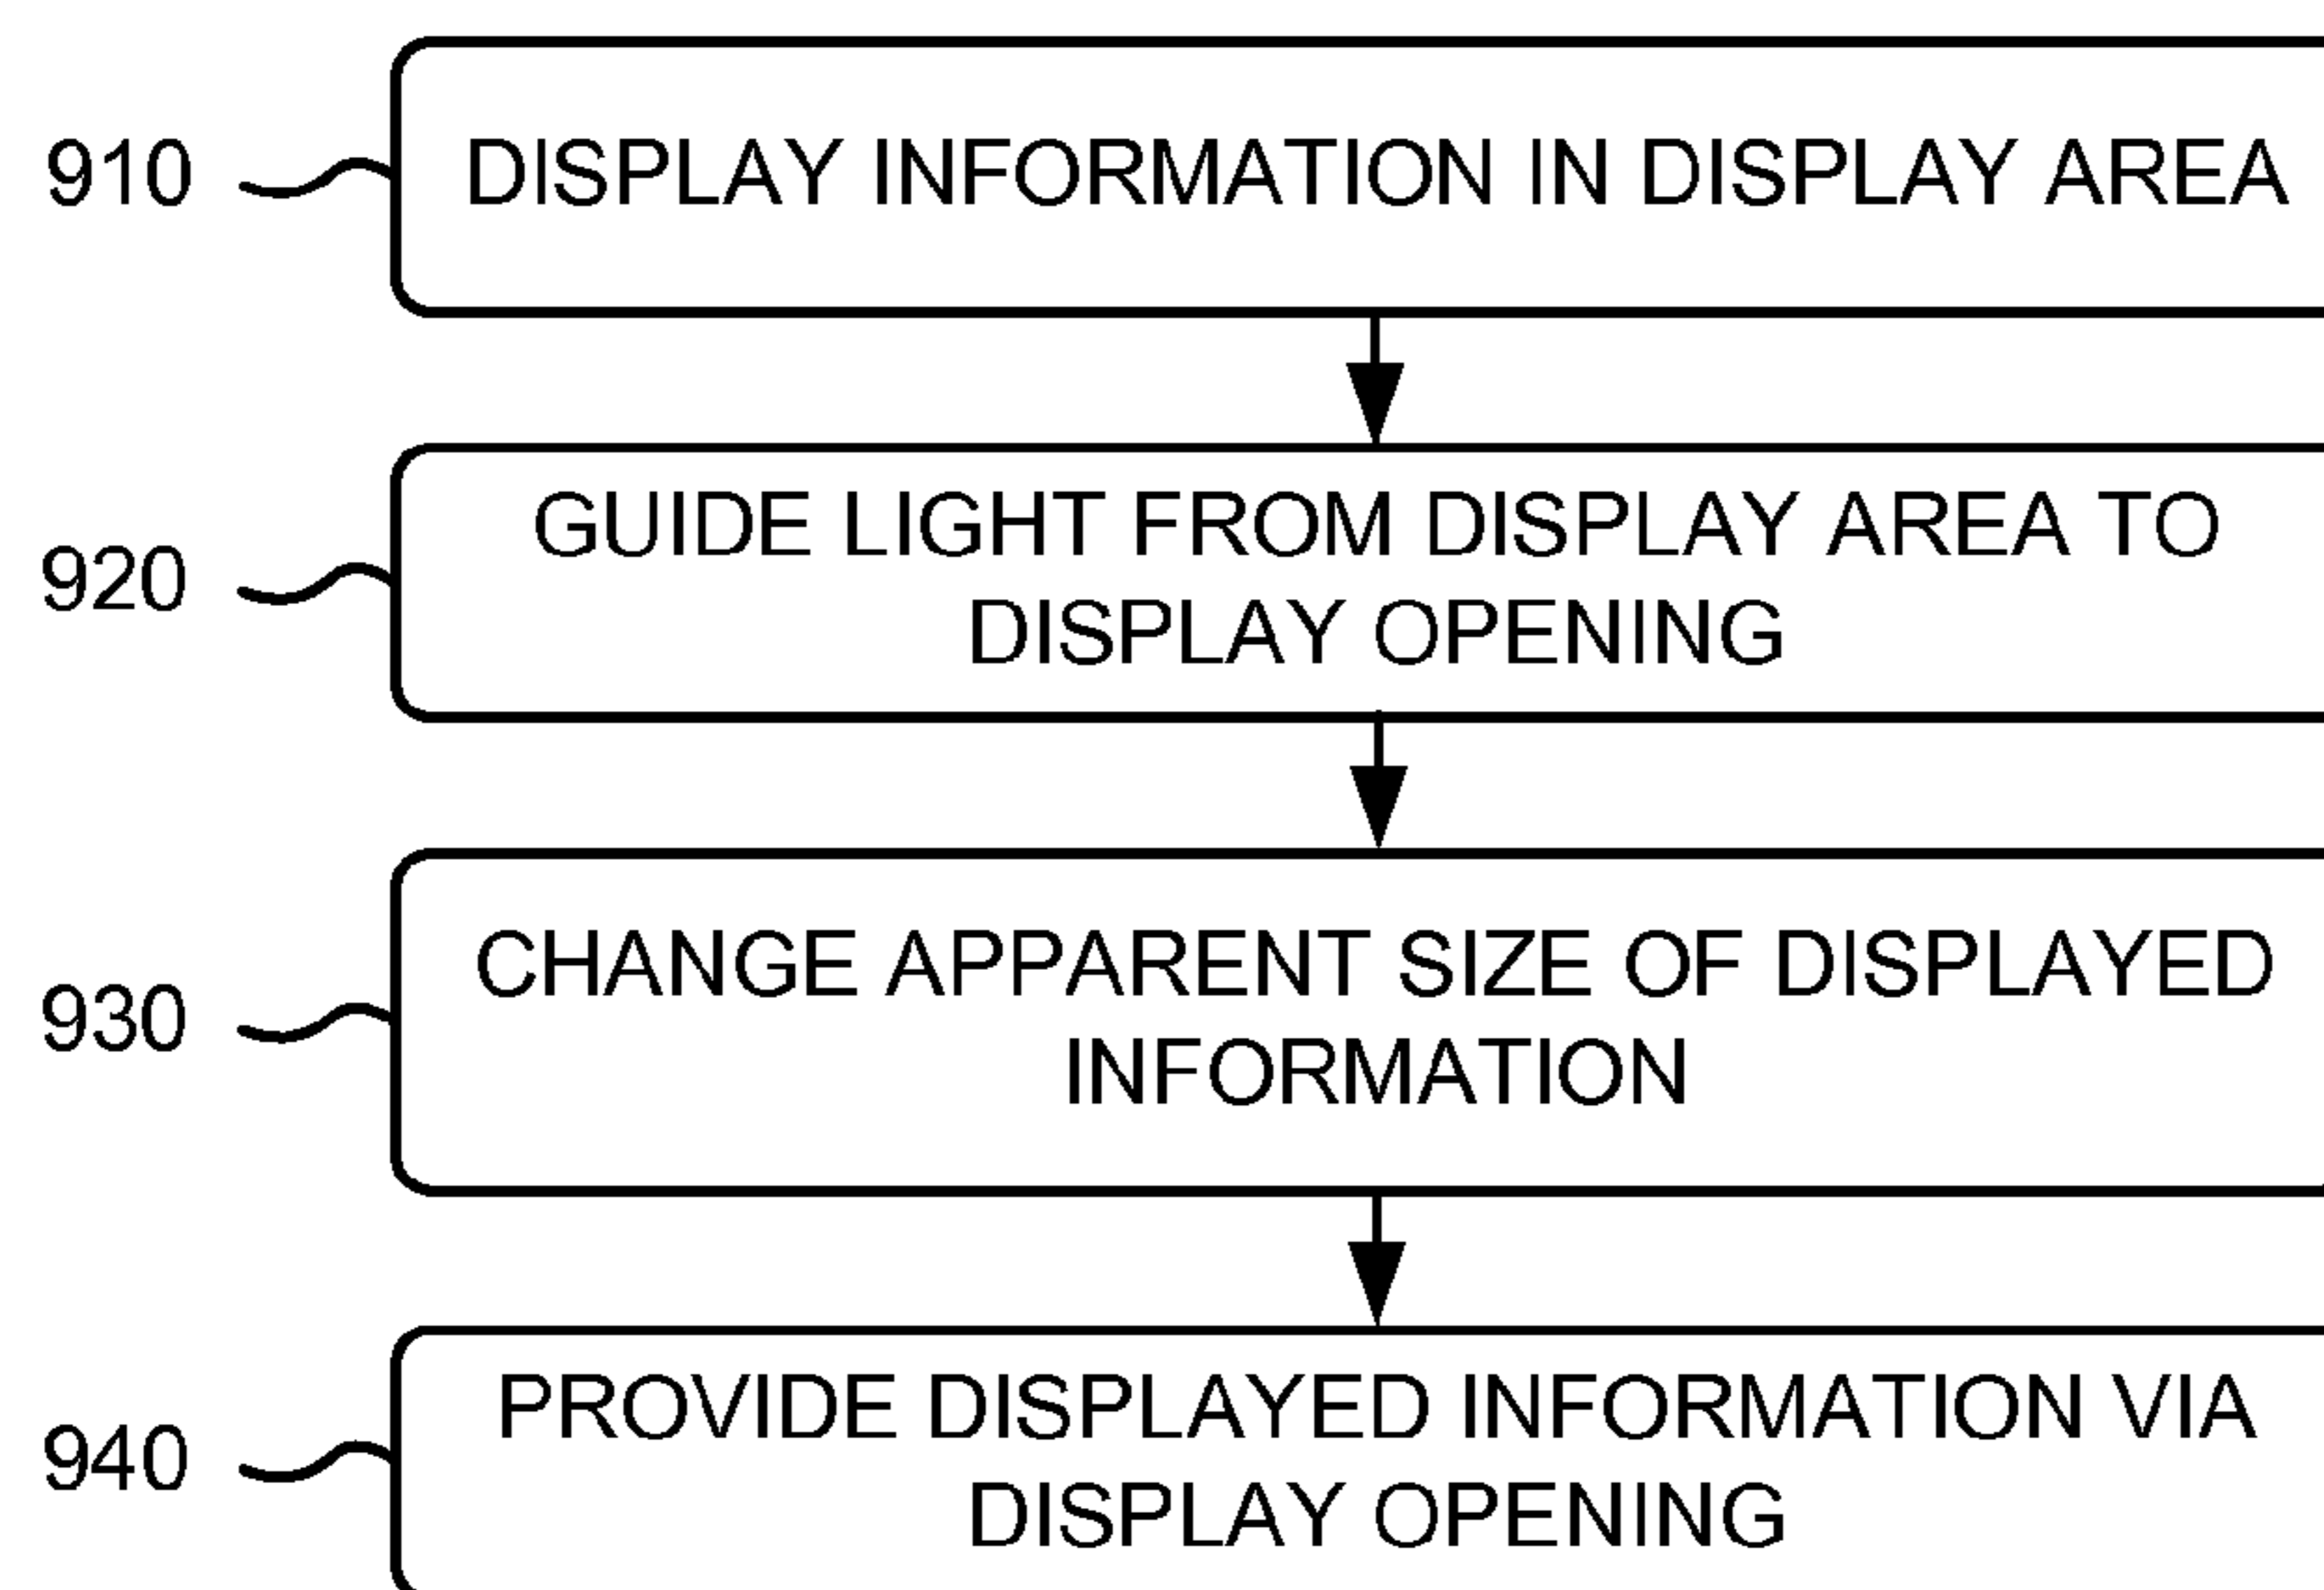 910
DISPLAY INFORMATION IN DISPLAY AREA
920
GUIDE LIGHT FROM DISPLAY AREA TO
DISPLAY OPENING
930
CHANGE APPARENT SIZE OF DISPLAYED
INFORMATION
940
PROVIDE DISPLAYED INFORMATION VIA
DISPLAY OPENING